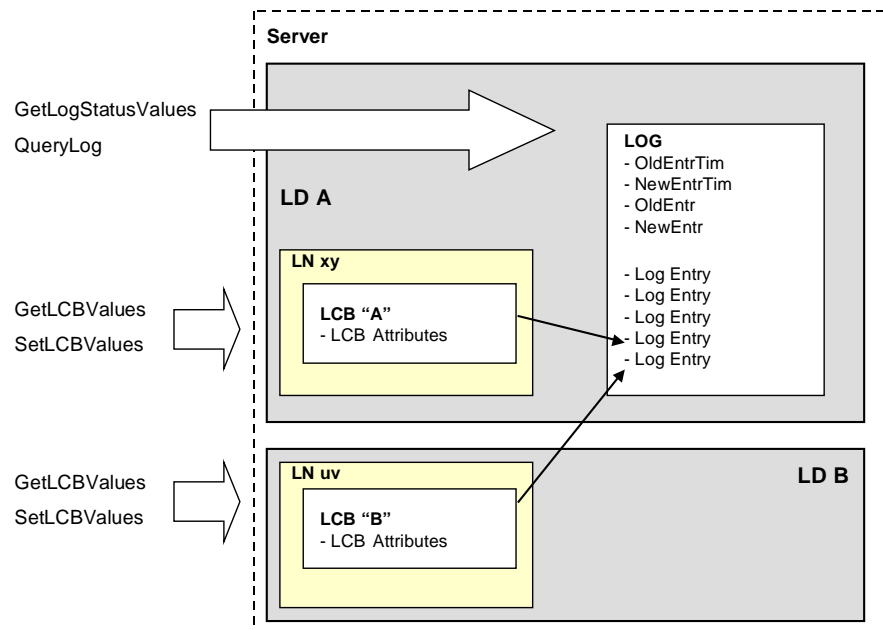 Server
GetLogStatusValues
QueryLog
LOG
- OldEntrTim
- NewEntrTim
- OldEntr
- NewEntr
- Log Entry
- Log Entry
- Log Entry
- Log Entry
- Log Entry
LD A
LN xy
LCB “A”
- LCB Attributes
GetLCBValues
SetLCBValues
LN uv
LD B
LCB “B”
- LCB Attributes
GetLCBValues
SetLCBValues